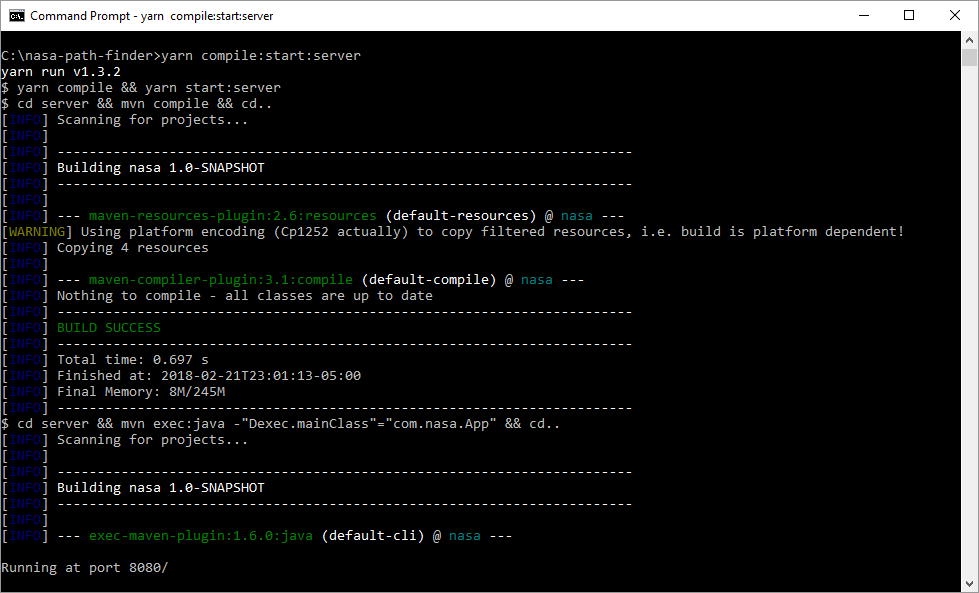 Command Prompt - yarn  compile:start:server
C:\nasa-path-finder>yarn compile:start:server
yarn run v1.3.2
$ yarn compile && yarn start:server
$ cd server && mvn compile && cd..
[INFO] Scanning for projects...
[INFO]
[INFO] ------------------------------------------------------------------------
[INFO] Building nasa 1.0-SNAPSHOT
[INFO] ------------------------------------------------------------------------
[INFO]
[INFO] --- maven-resources-plugin:2.6:resources (default-resources) @ nasa ---
[WARNING] Using platform encoding (Cp1252 actually) to copy filtered resources, i.e. build is platform dependent!
[INFO] Copying 4 resources
[INFO]
[INFO] --- maven-compiler-plugin:3.1:compile (default-compile) @ nasa ---
[INFO] Nothing to compile - all classes are up to date
[INFO] ------------------------------------------------------------------------
[INFO] BUILD SUCCESS
[INFO] ------------------------------------------------------------------------
[INFO] Total time: 0.697 s
[INFO] Finished at: 2018-02-21T23:01:13-05:00
[INFO] Final Memory: 8M/245M
[INFO] ------------------------------------------------------------------------
$ cd server && mvn exec:java -"Dexec.mainClass"="com.nasa.App" && cd..
[INFO] Scanning for projects...
[INFO]
[INFO] ------------------------------------------------------------------------
[INFO] Building nasa 1.0-SNAPSHOT
[INFO] ------------------------------------------------------------------------
[INFO]
[INFO] --- exec-maven-plugin:1.6.0:java (default-cli) @ nasa ---
Running at port 8080/